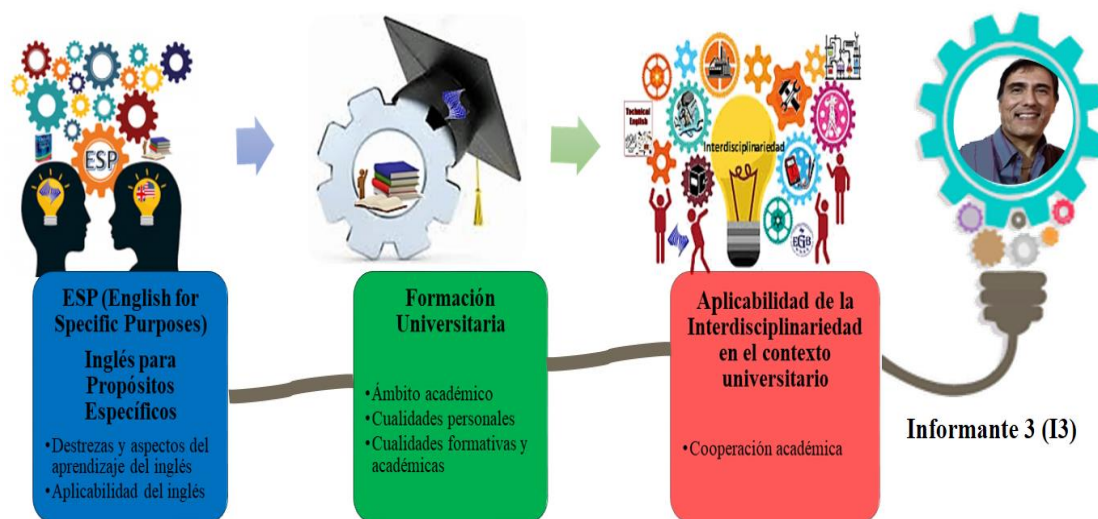 ESP
Technical
English
Interdisciplinariedad
EGB
ESP (English for
Specific Purposes)
Inglés para
Propósitos
Específicos
•Destrezas y aspectos del
aprendizaje del inglés
•Aplicabilidad del inglés
Formación
Universitaria
•Ámbito académico
•Cualidades personales
•Cualidades formativas y
académicas
Aplicabilidad de la
Interdisciplinariedad
en el contexto
universitario
•Cooperación académica
Informante 3 (I3)